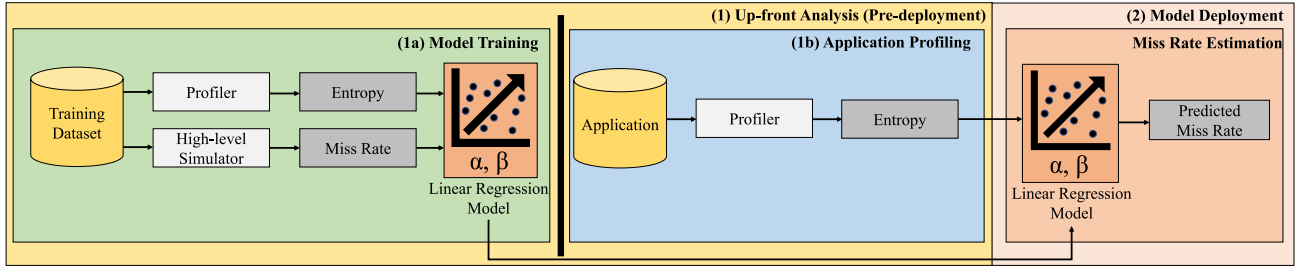 (1) Up-front Analysis (Pre-deployment)
(2) Model Deployment
(1a) Model Training
(1b) Application Profiling
Miss Rate Estimation
Training
Dataset
Profiler
Entropy
High-level
Simulator
Miss Rate
α, β
Linear Regression
Model
Application
Profiler
Entropy
α, β
Linear Regression
Model
Predicted
Miss Rate